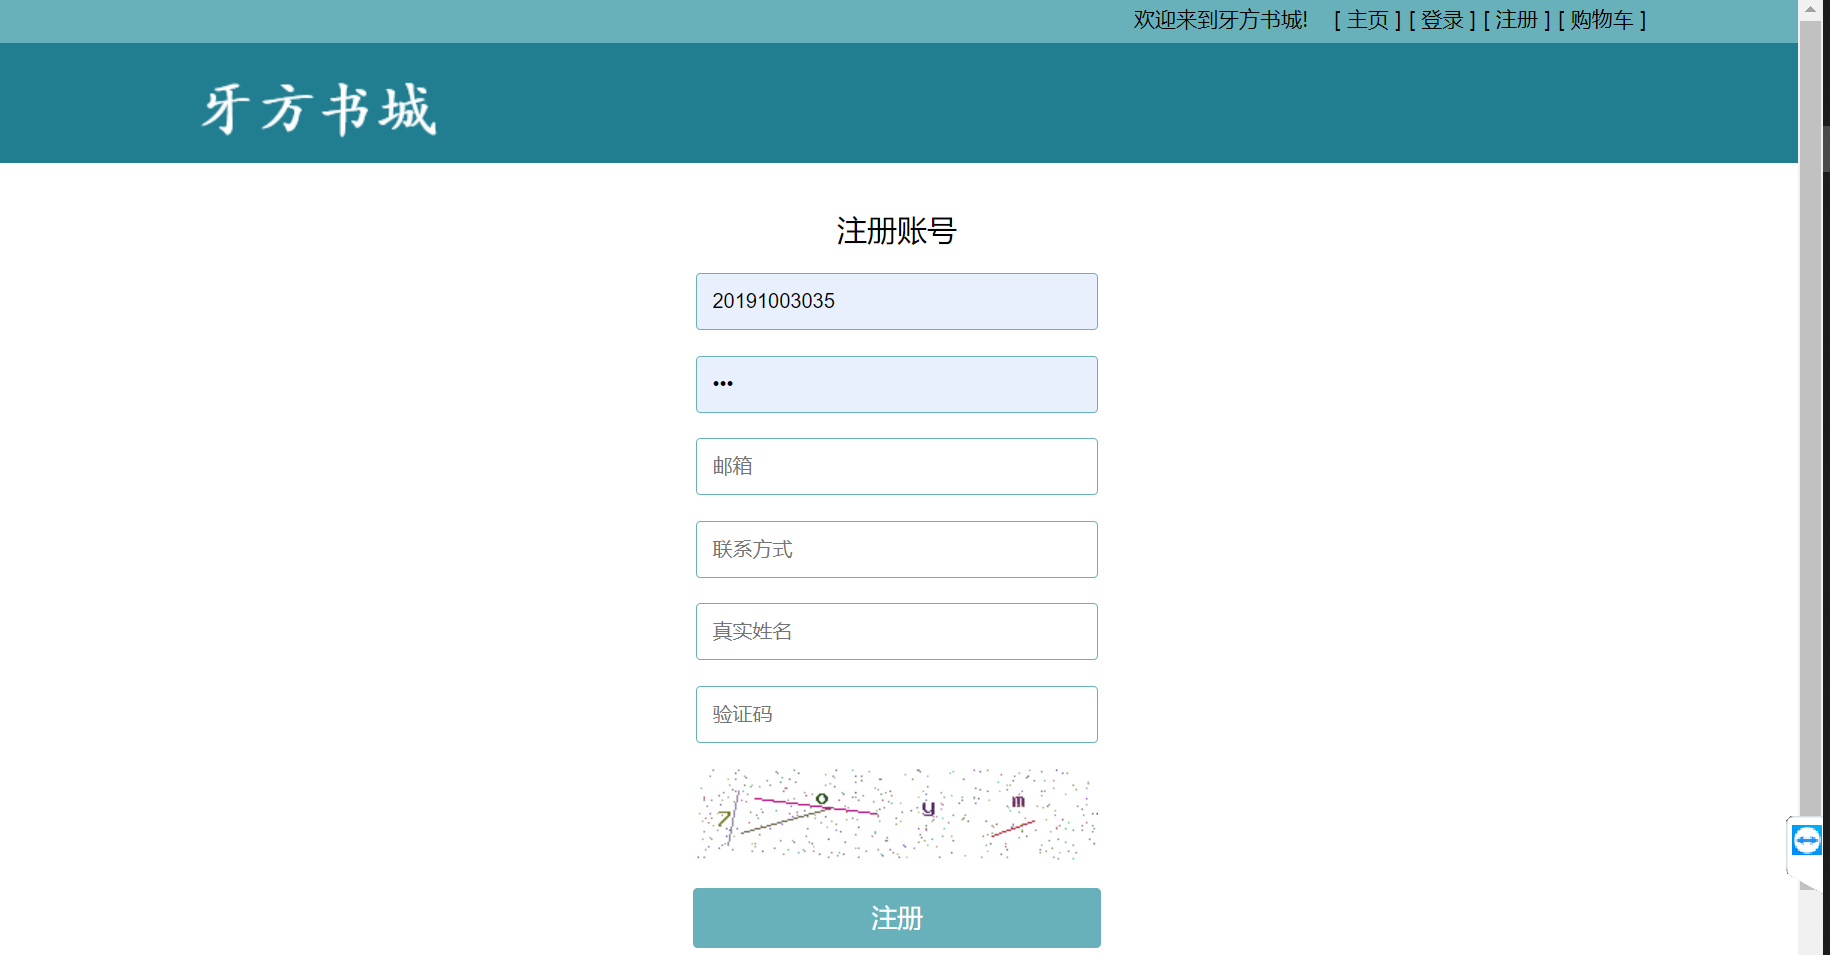 欢迎来到牙方书城! [ 主页 ] [ 登录 ] [ 注册 ] [ 购物车 ]
牙方书城
注册账号
20191003035
•••
邮箱
联系方式
真实姓名
验证码
7 o y m
注册